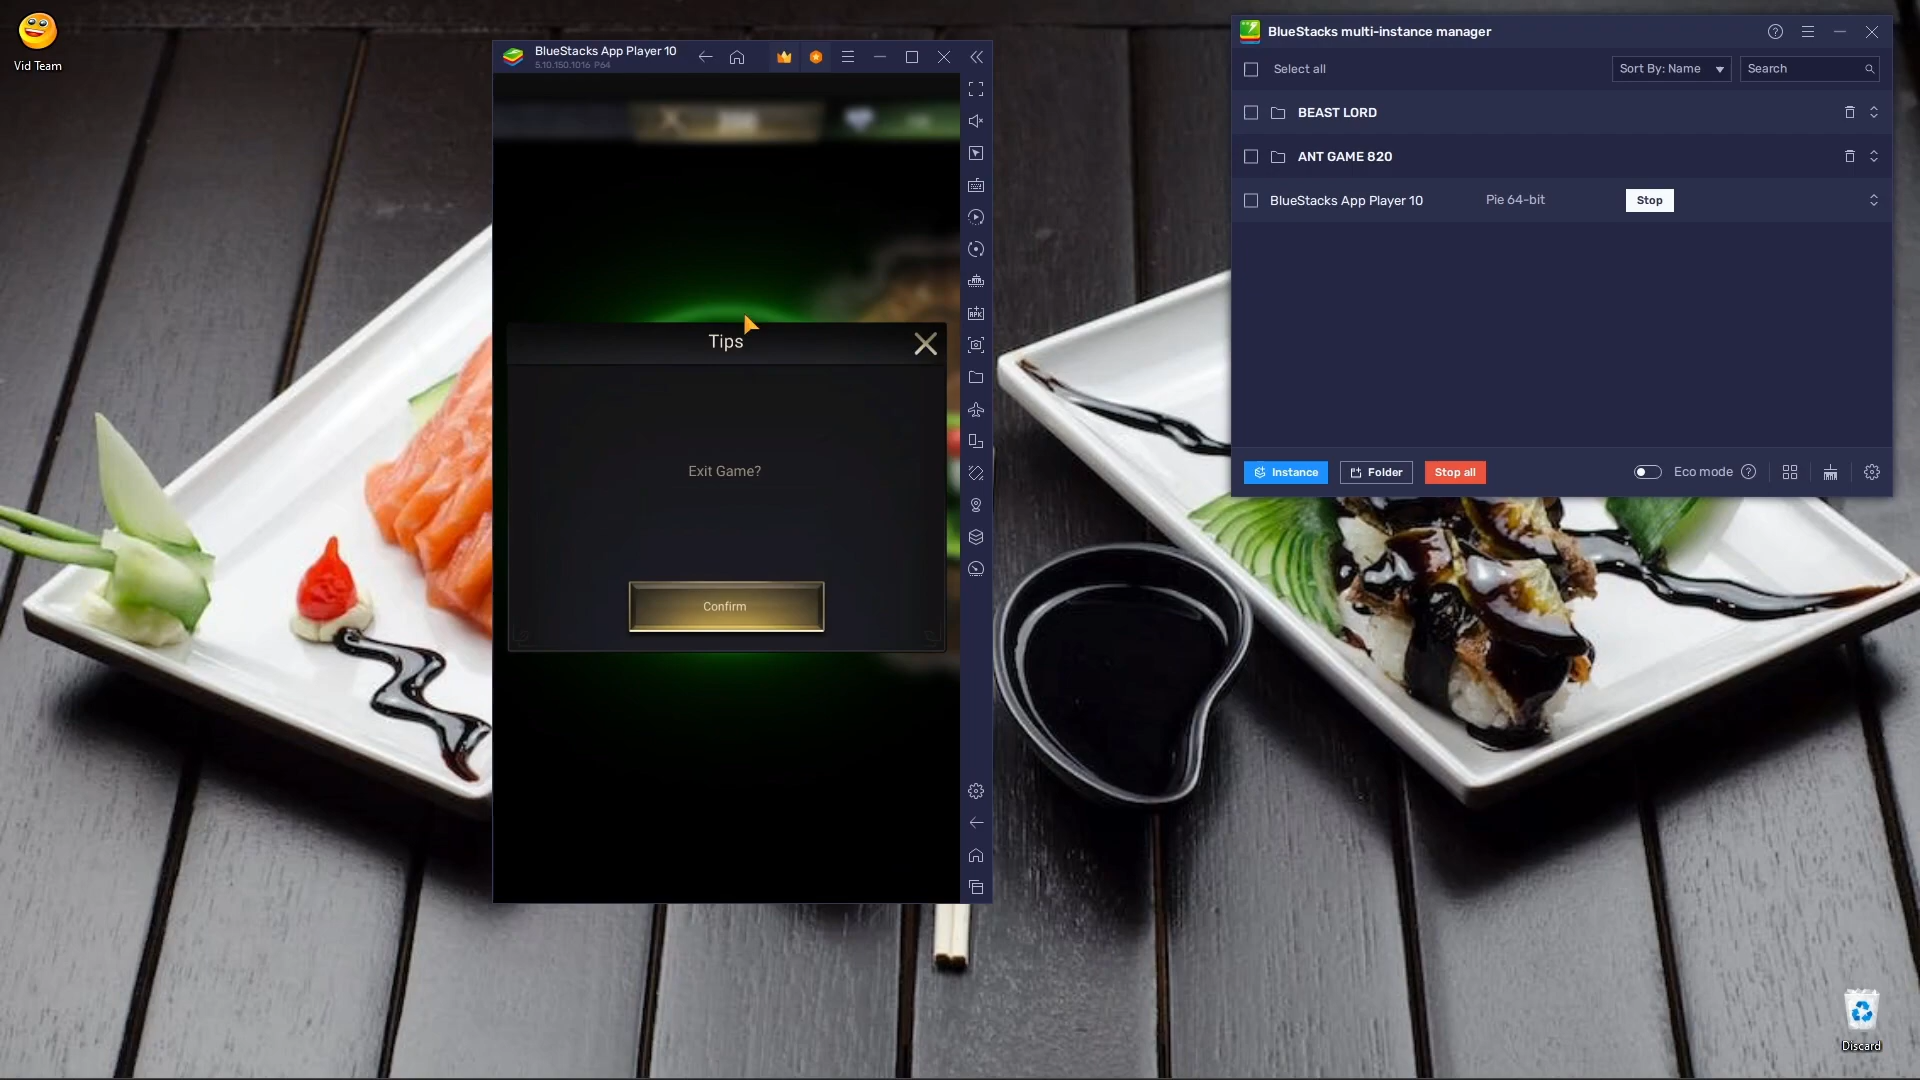 Vid Team
BlueStacks App Player 10
5.10.150.1016 P64
Tips
Exit Game?
Confirm
BlueStacks multi-instance manager
Select all
Sort By: Name
Search
BEAST LORD
ANT GAME 820
BlueStacks App Player 10
Pie 64-bit
Stop
Instance
Folder
Stop all
Eco mode
Discard